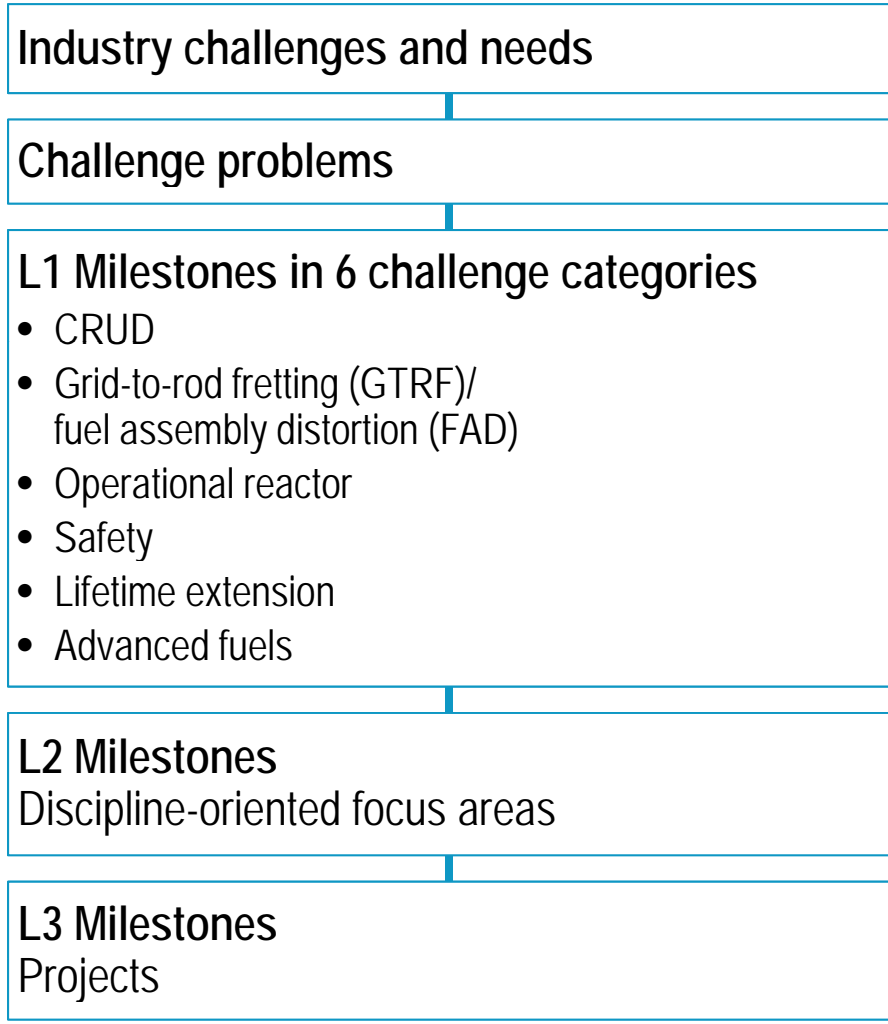 Industry challenges and needs
Challenge problems
L1 Milestones in 6 challenge categories
• CRUD
• Grid-to-rod fretting (GTRF)/
fuel assembly distortion (FAD)
• Operational reactor
• Safety
• Lifetime extension
• Advanced fuels
L2 Milestones
Discipline-oriented focus areas
L3 Milestones
Projects